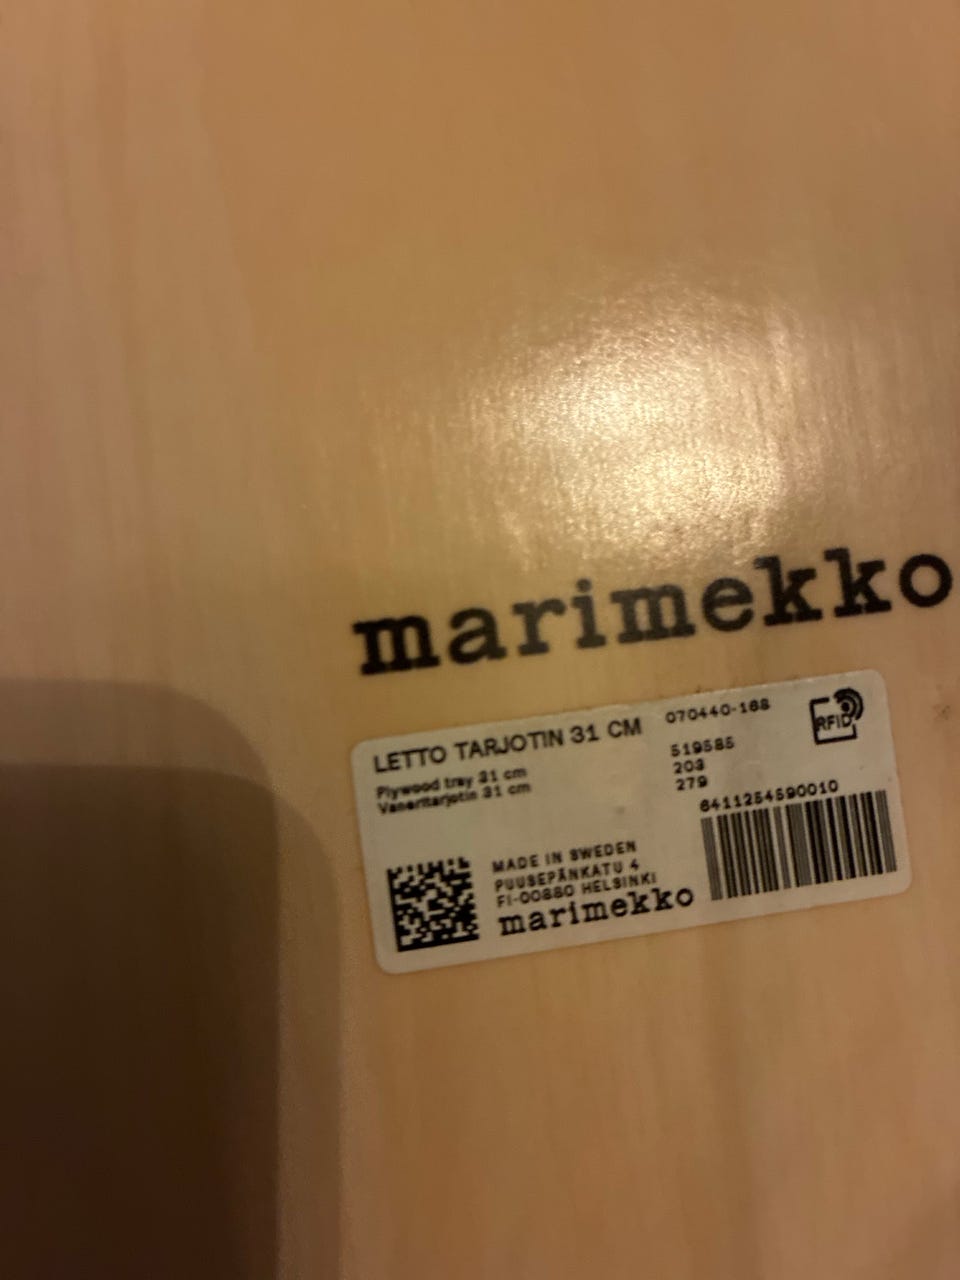 marimekko
LETTO TARJOTIN 31 CM
Plywood tray 31 cm
Vaneritarjotin 31 cm
070440-168
519585
203
279
RFID
6411254590010
MADE IN SWEDEN
PUUSEPÄNKATU 4
FI-00880 HELSINKI
marimekko